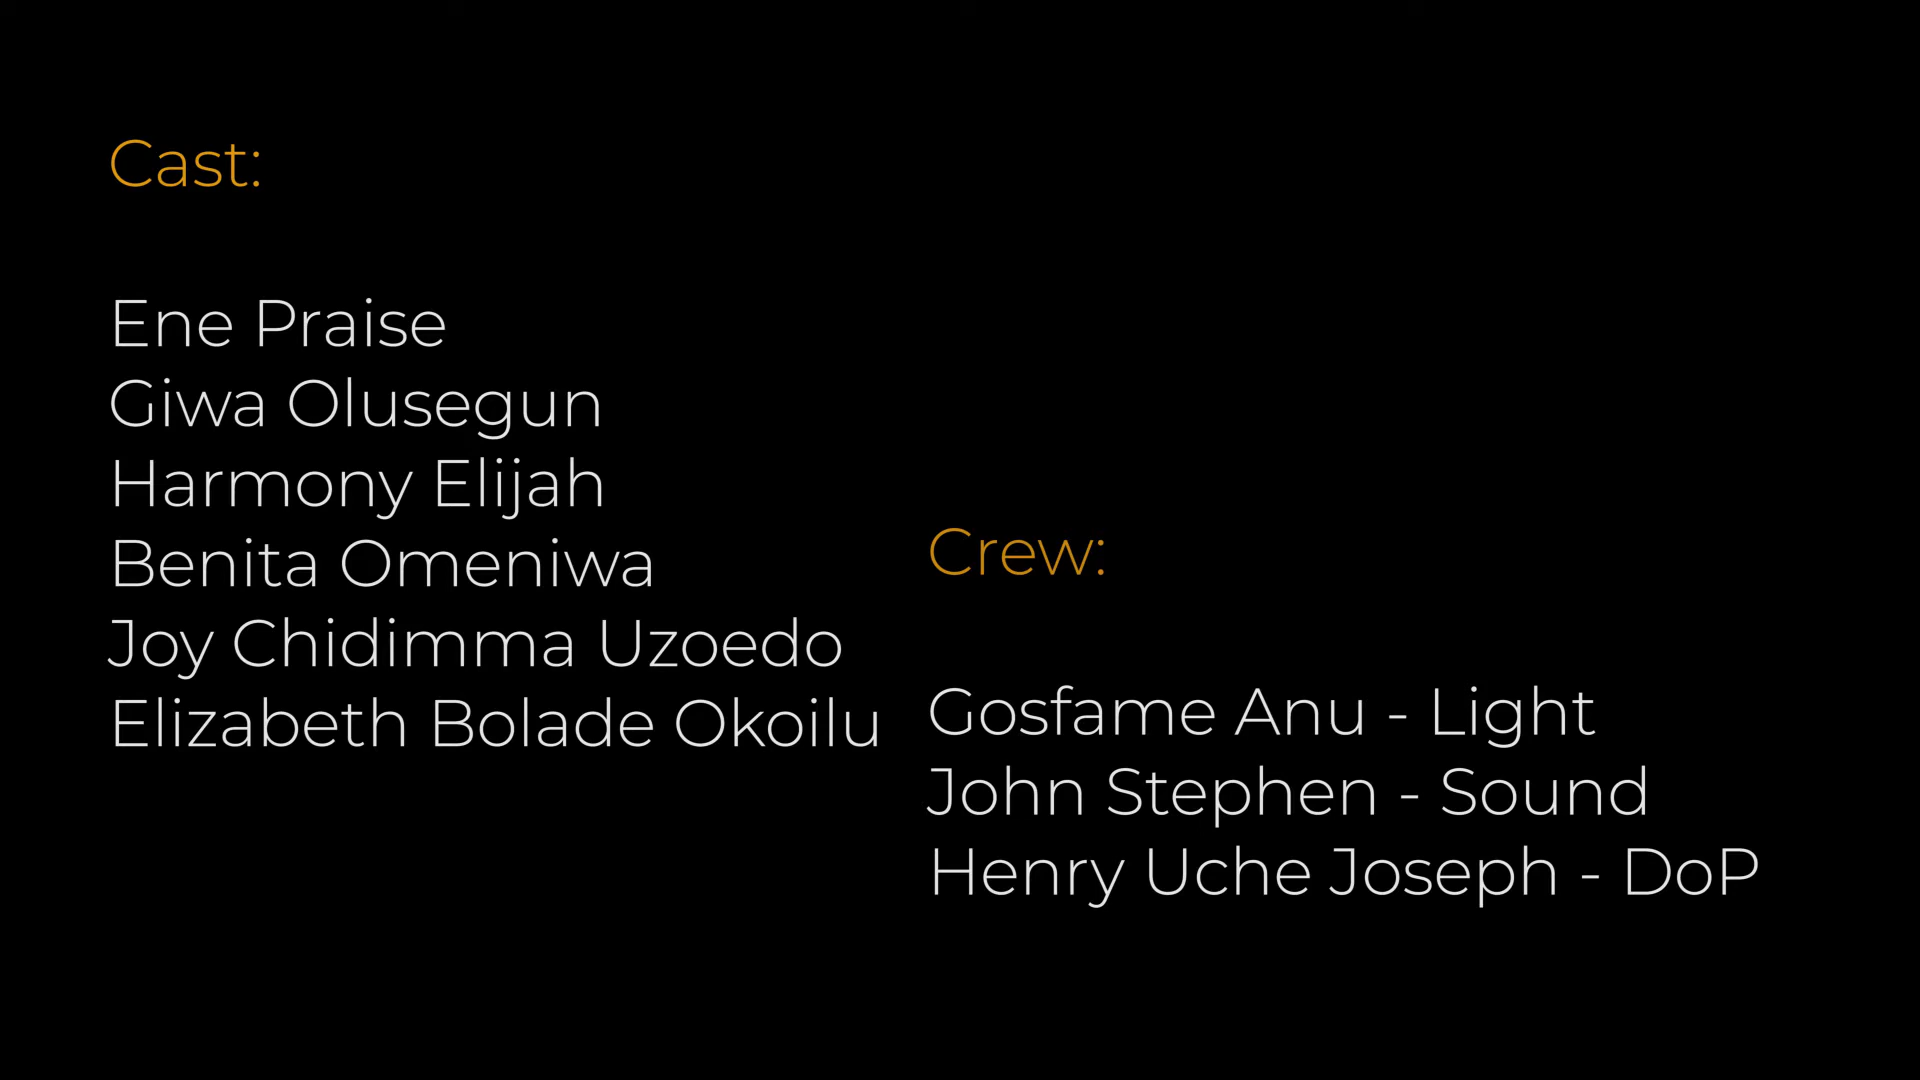 Cast:
Ene Praise
Giwa Olusegun
Harmony Elijah
Benita Omeniwa
Joy Chidimma Uzoedo
Elizabeth Bolade Okoilu
Crew:
Gosfame Anu - Light
John Stephen - Sound
Henry Uche Joseph - DoP